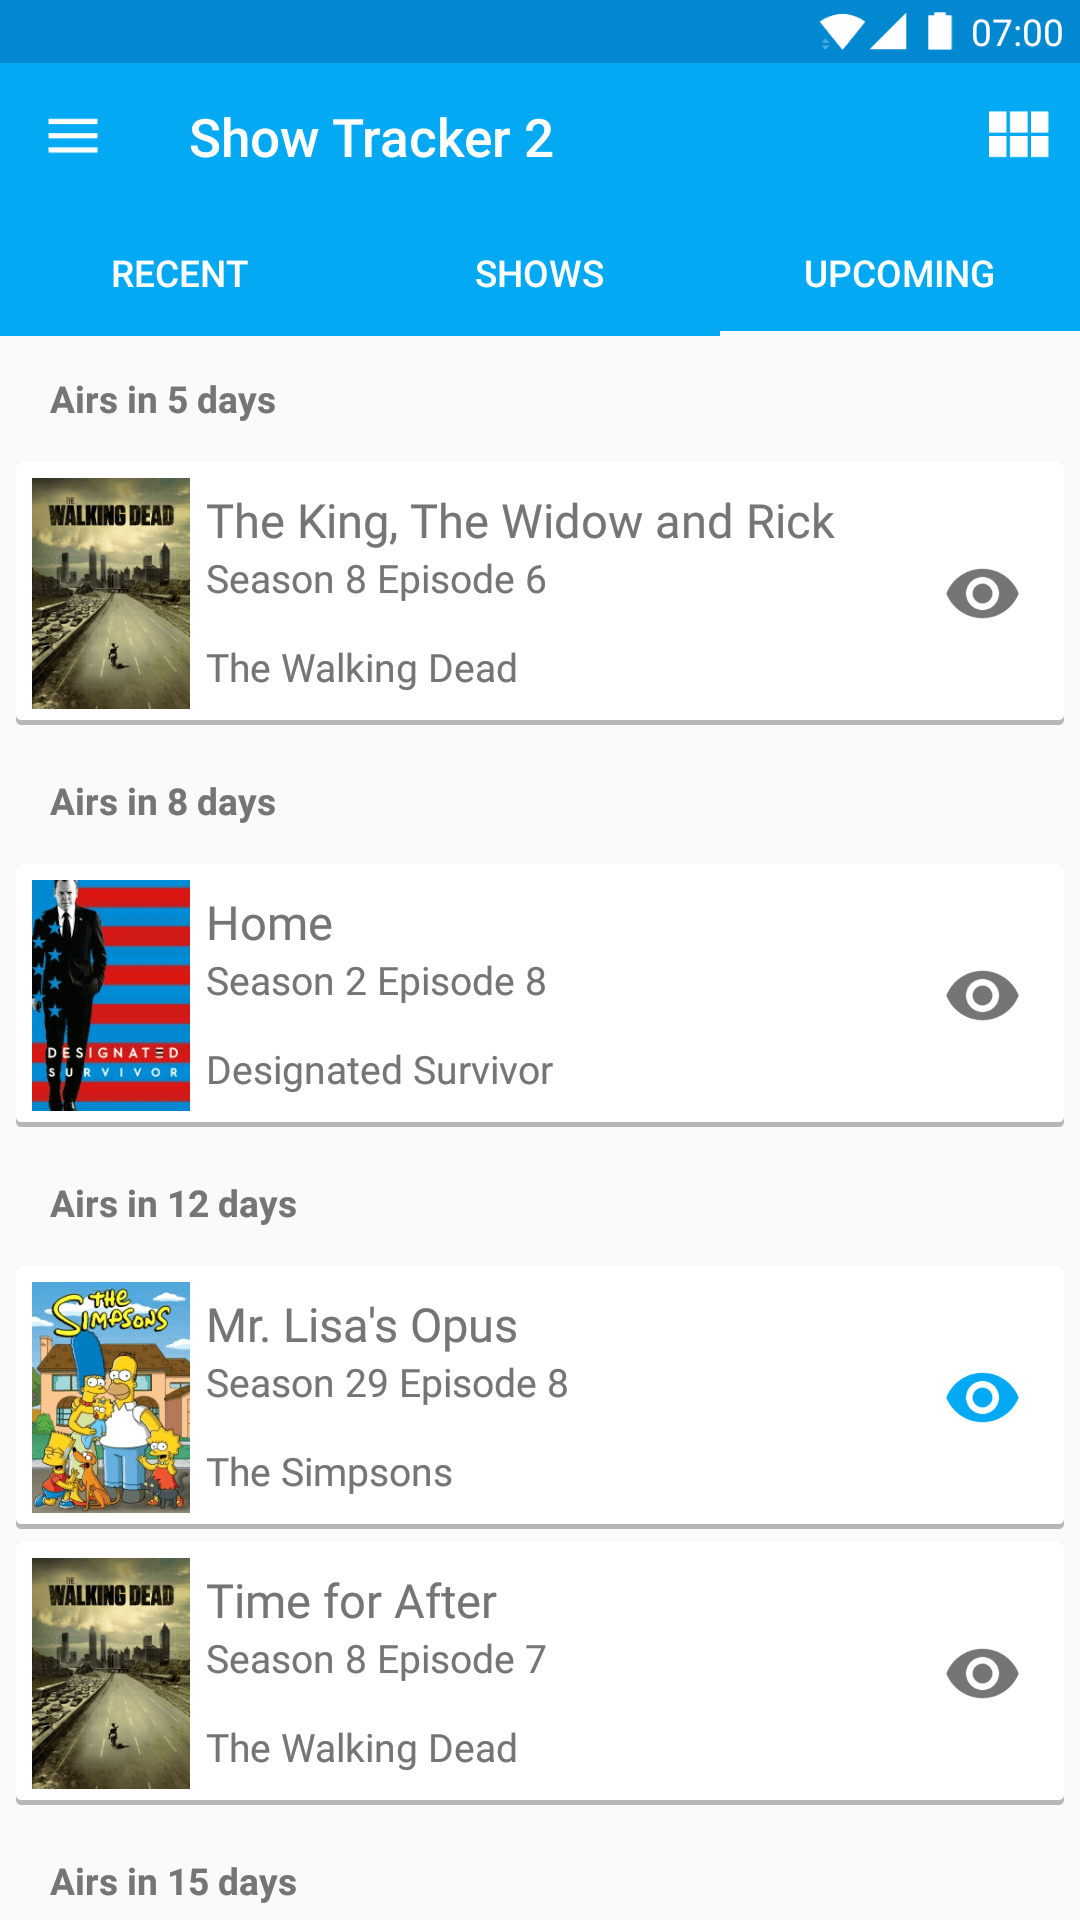 07:00
Show Tracker 2
RECENT SHOWS UPCOMING
Airs in 5 days
THE
WALKING DEAD
The King, The Widow and Rick
Season 8 Episode 6
The Walking Dead
Airs in 8 days
DESIGNATED
SURVIVOR
Home
Season 2 Episode 8
Designated Survivor
Airs in 12 days
THE
SIMPSONS
Mr. Lisa's Opus
Season 29 Episode 8
The Simpsons
THE
WALKING DEAD
Time for After
Season 8 Episode 7
The Walking Dead
Airs in 15 days